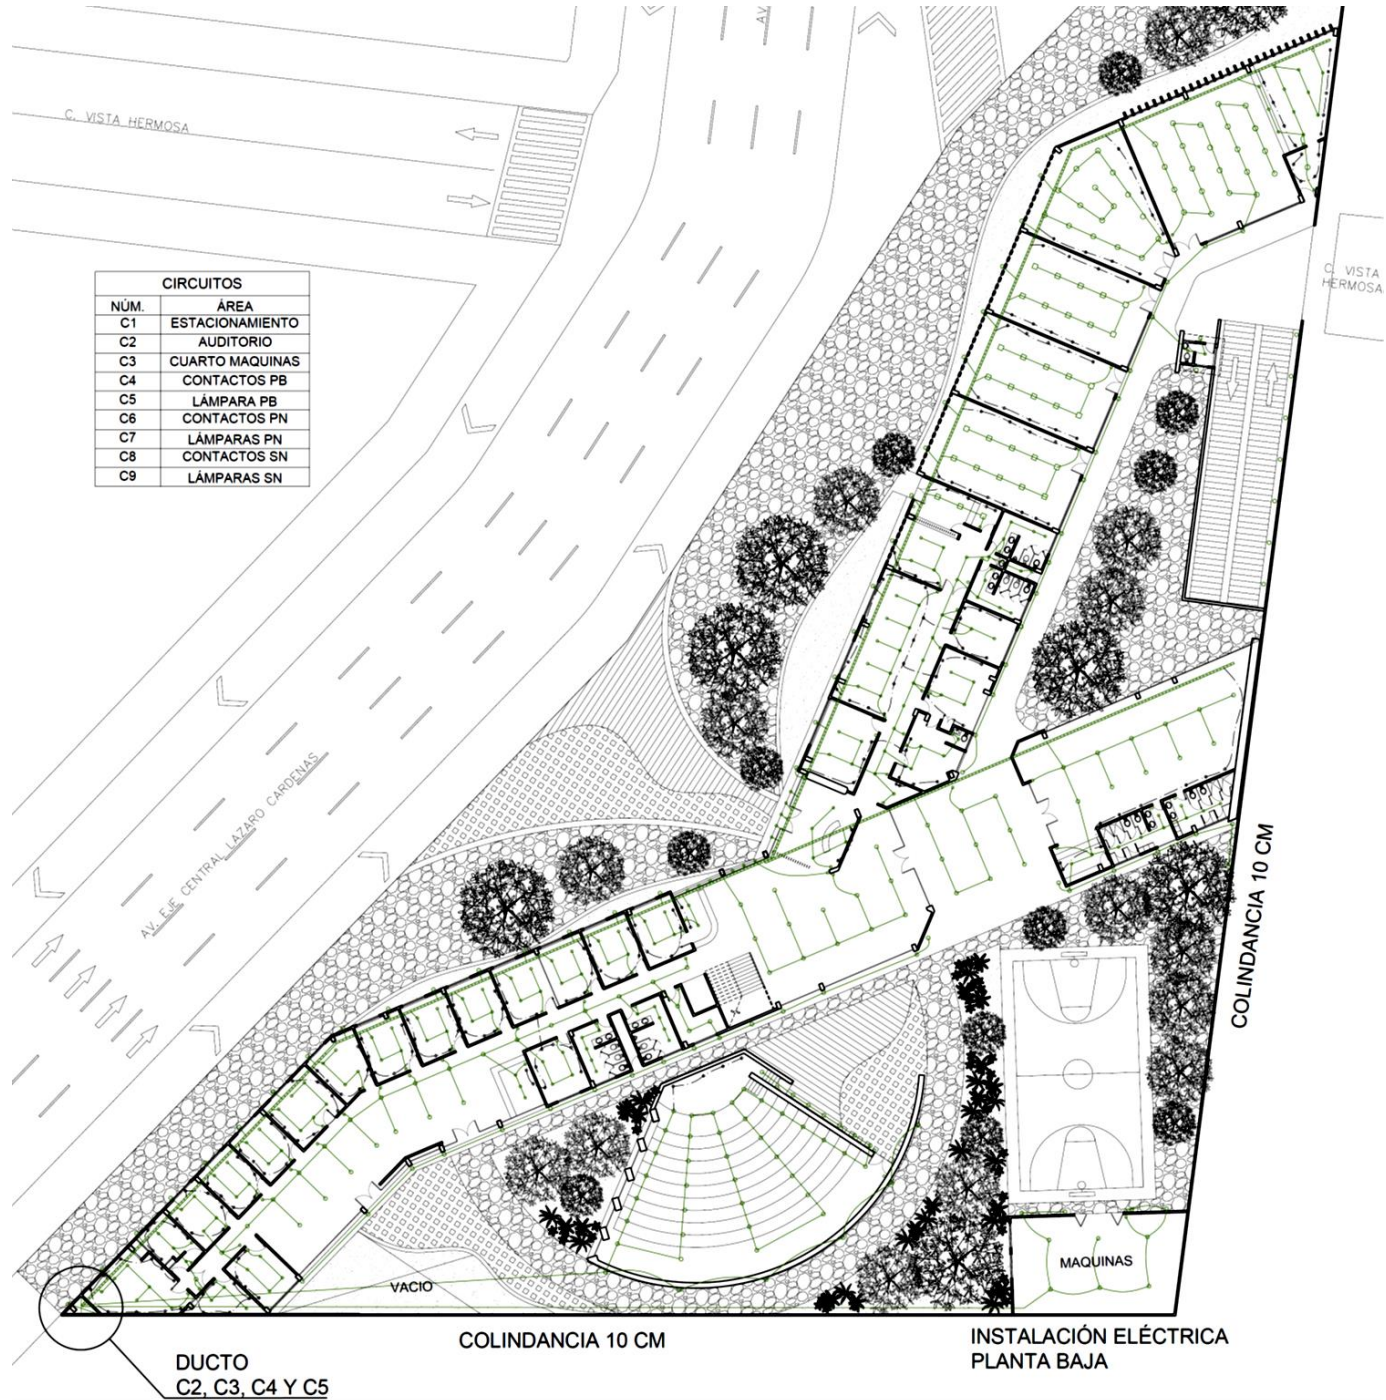 AV
C. VISTA HERMOSA
C. VISTA
HERMOSA
CIRCUITOS
NÚM. ÁREA
C1 ESTACIONAMIENTO
C2 AUDITORIO
C3 CUARTO MAQUINAS
C4 CONTACTOS PB
C5 LÁMPARA PB
C6 CONTACTOS PN
C7 LÁMPARAS PN
C8 CONTACTOS SN
C9 LÁMPARAS SN
AV. EJE CENTRAL LAZARO CARDENAS
COLINDANCIA 10 CM
MAQUINAS
VACIO
COLINDANCIA 10 CM
INSTALACIÓN ELÉCTRICA
PLANTA BAJA
DUCTO
C2, C3, C4 Y C5